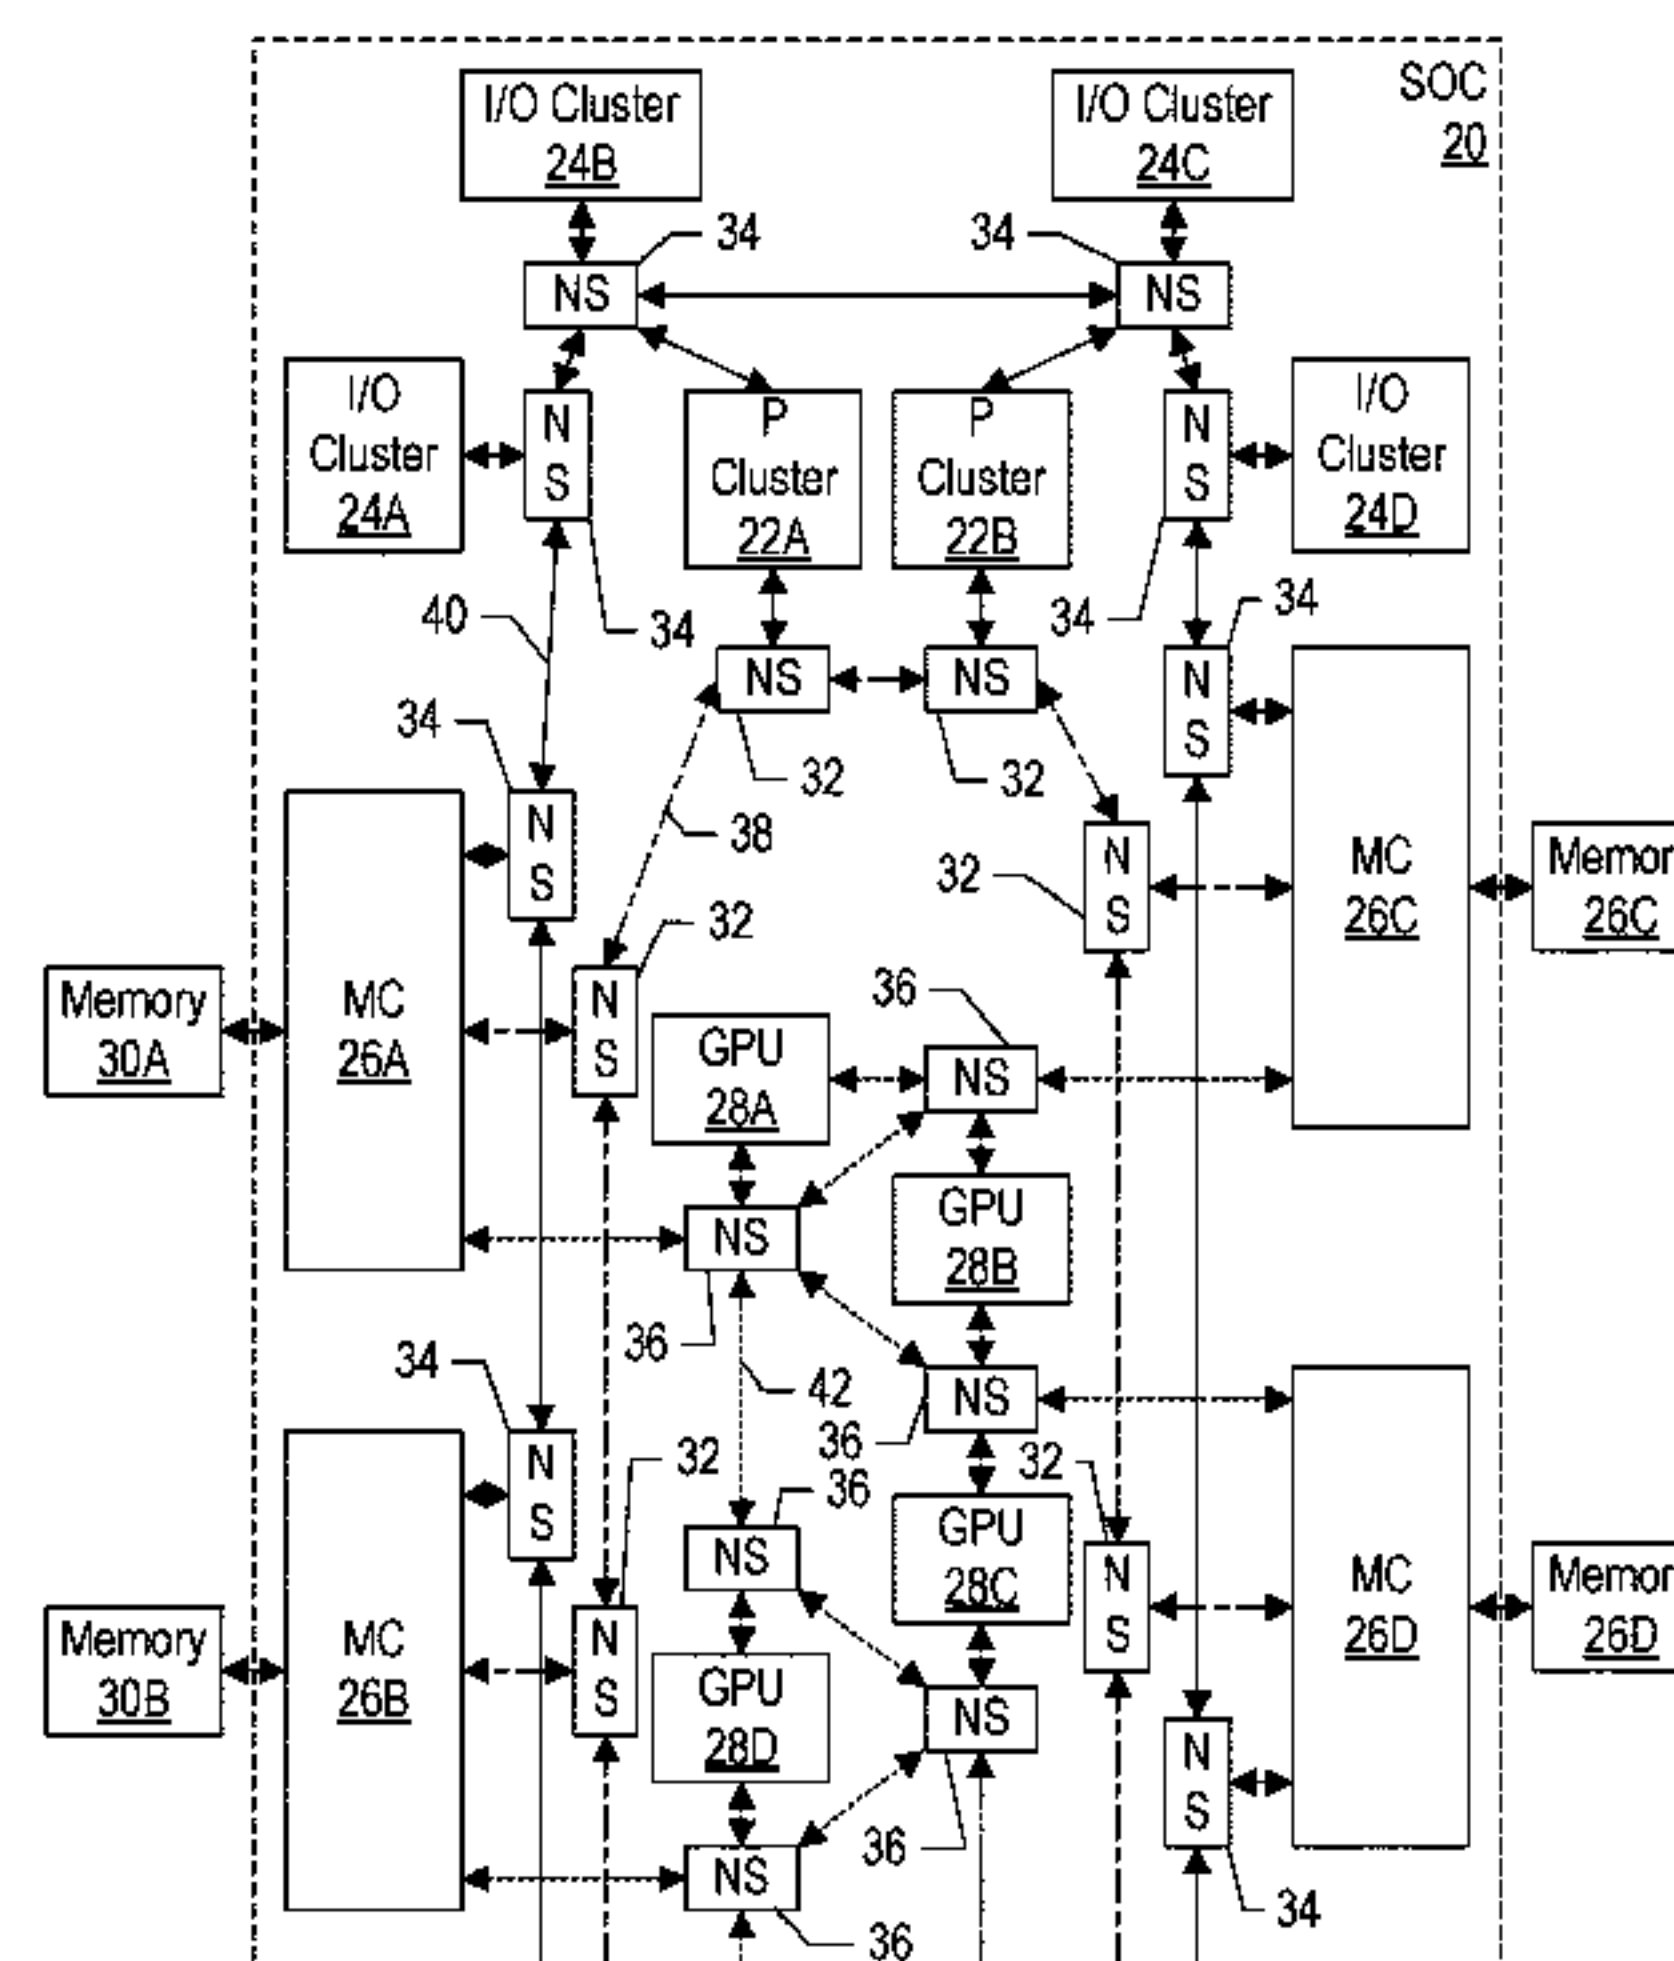 SOC
20
I/O Cluster
24B
I/O Cluster
24C
34
34
NS
NS
I/O
Cluster
24A
N
S
P
Cluster
22A
P
Cluster
22B
N
S
I/O
Cluster
24D
40
34
34
34
NS
NS
N
S
34
32
32
38
N
S
MC
26C
Memor
26C
32
N
S
32
Memory
30A
MC
26A
N
S
36
GPU
28A
NS
NS
GPU
28B
36
34
42
NS
36
36
32
32
N
S
NS
GPU
28C
N
S
MC
26D
Memor
26D
Memory
30B
MC
26B
N
S
GPU
28D
NS
N
S
36
NS
34
36